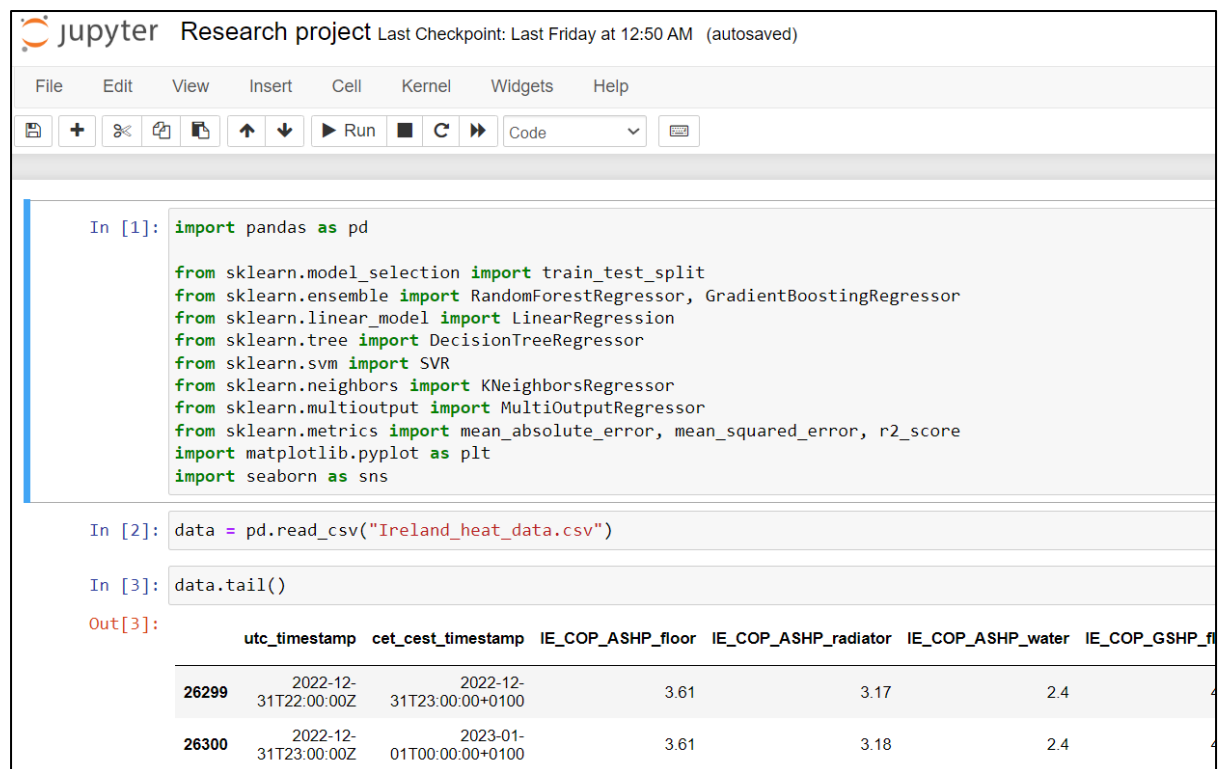 jupyter Research project Last Checkpoint: Last Friday at 12:50 AM (autosaved)
File Edit View Insert Cell Kernel Widgets Help
Run Code
In [1]: import pandas as pd
from sklearn.model_selection import train_test_split
from sklearn.ensemble import RandomForestRegressor, GradientBoostingRegressor
from sklearn.linear_model import LinearRegression
from sklearn.tree import DecisionTreeRegressor
from sklearn.svm import SVR
from sklearn.neighbors import KNeighborsRegressor
from sklearn.multioutput import MultiOutputRegressor
from sklearn.metrics import mean_absolute_error, mean_squared_error, r2_score
import matplotlib.pyplot as plt
import seaborn as sns
In [2]: data = pd.read_csv("Ireland_heat_data.csv")
In [3]: data.tail()
Out[3]:
utc_timestamp cet_cest_timestamp IE_COP_ASHP_floor IE_COP_ASHP_radiator IE_COP_ASHP_water
26299 2022-12-31T22:00:00Z 2022-12-31T23:00:00+0100 3.61 3.17 2.4
26300 2022-12-31T23:00:00Z 2023-01-01T00:00:00+0100 3.61 3.18 2.4